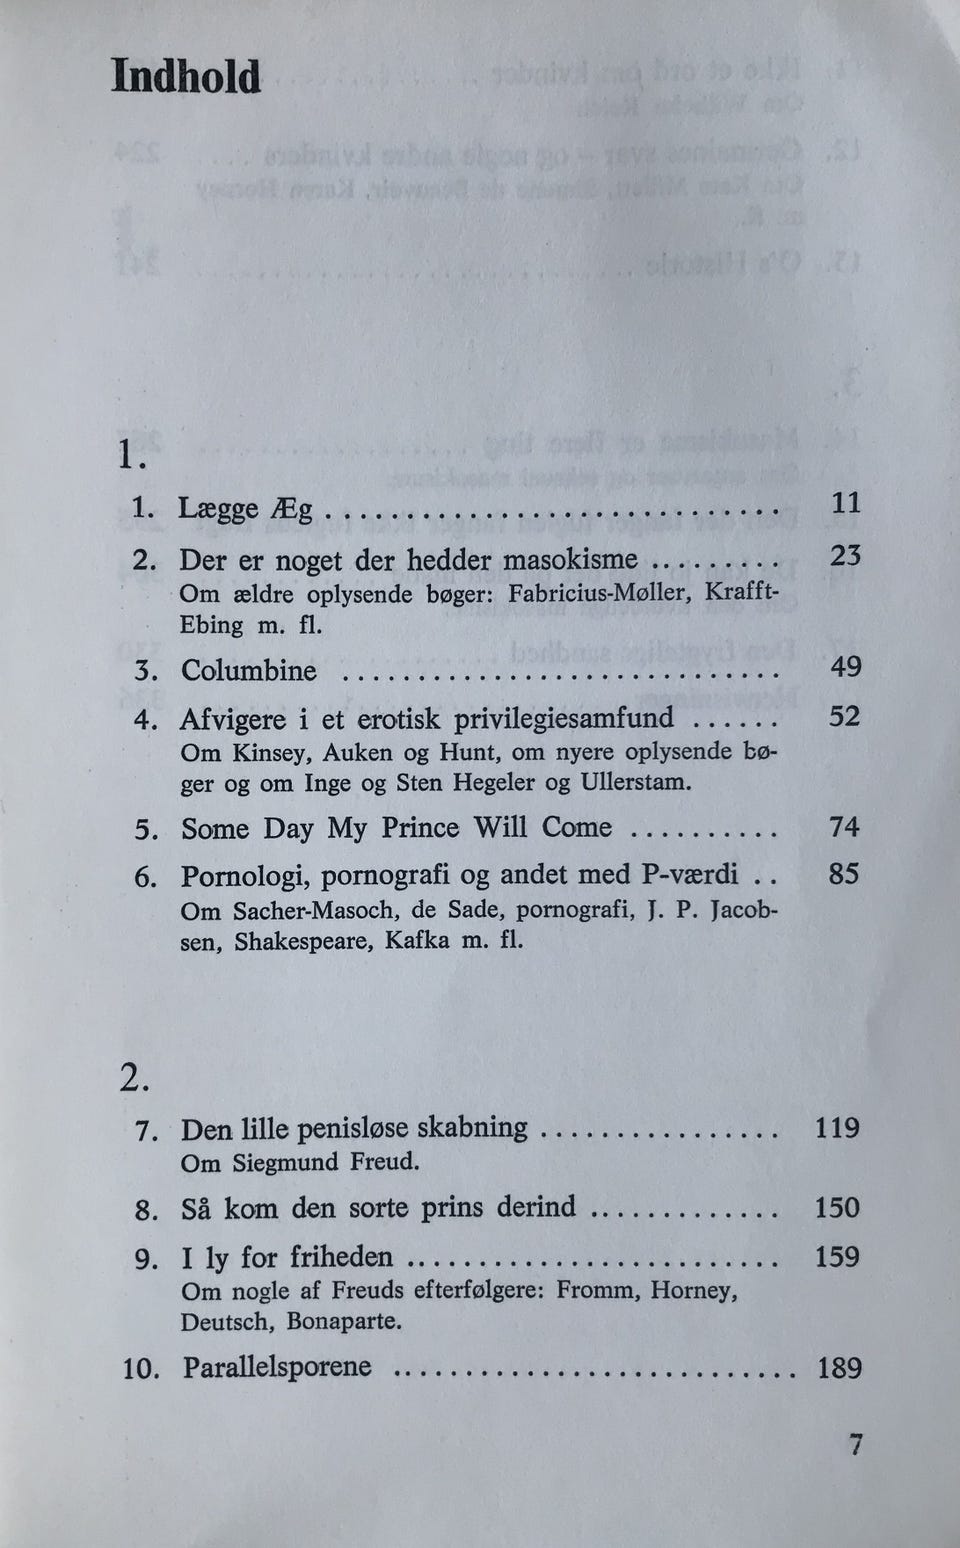 Indhold
1.
1. Lægge Æg .............................. 11
2. Der er noget der hedder masokisme ......... 23
Om ældre oplysende bøger: Fabricius-Møller, Krafft-
Ebing m. fl.
3. Columbine ............................. 49
4. Afvigere i et erotisk privilegiesamfund ...... 52
Om Kinsey, Auken og Hunt, om nyere oplysende bø-
ger og om Inge og Sten Hegeler og Ullerstam.
5. Some Day My Prince Will Come .......... 74
6. Pornologi, pornografi og andet med P-værdi .. 85
Om Sacher-Masoch, de Sade, pornografi, J. P. Jacob-
sen, Shakespeare, Kafka m. fl.
2.
7. Den lille penisløse skabning ................ 119
Om Siegmund Freud.
8. Så kom den sorte prins derind ............. 150
9. I ly for friheden ......................... 159
Om nogle af Freuds efterfølgere: Fromm, Horney,
Deutsch, Bonaparte.
10. Parallelsporene ........................... 189
7